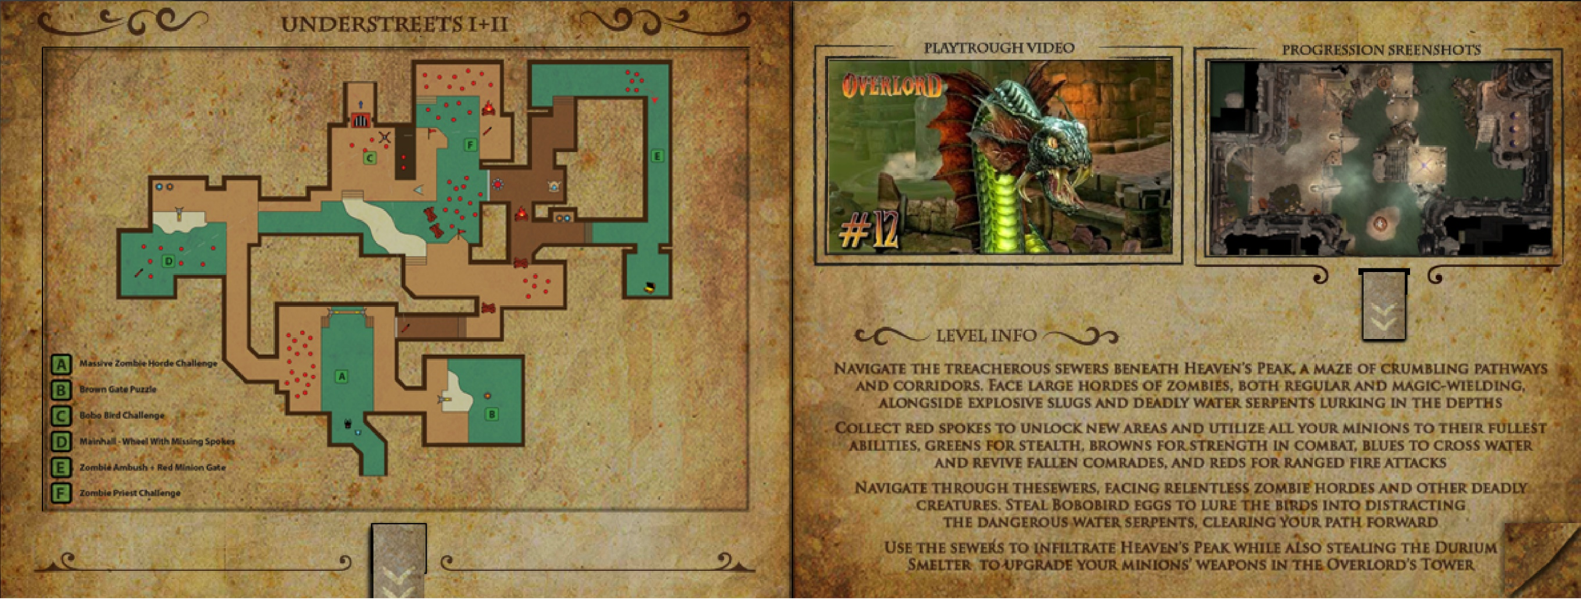 UNDERSTREETS I+II
C
F
E
D
A
B
A Massive Zombie Horde Challenge
B Brown Gate Puzzle
C Bobo Bird Challenge
D Mainhall - Wheel With Missing Spokes
E Zombie Ambush + Red Minion Gate
F Zombie Priest Challenge
PLAYTROUGH VIDEO
OVERLORD
#12
PROGRESSION SREENSHOTS
LEVEL INFO
NAVIGATE THE TREACHEROUS SEWERS BENEATH HEAVEN'S PEAK, A MAZE OF CRUMBLING PATHWAYS
AND CORRIDORS. FACE LARGE HORDES OF ZOMBIES, BOTH REGULAR AND MAGIC-WIELDING,
ALONGSIDE EXPLOSIVE SLUGS AND DEADLY WATER SERPENTS LURKING IN THE DEPTHS
COLLECT RED SPOKES TO UNLOCK NEW AREAS AND UTILIZE ALL YOUR MINIONS TO THEIR FULLEST
ABILITIES, GREENS FOR STEALTH, BROWNS FOR STRENGTH IN COMBAT, BLUES TO CROSS WATER
AND REVIVE FALLEN COMRADES, AND REDS FOR RANGED FIRE ATTACKS
NAVIGATE THROUGH THESEWERS, FACING RELENTLESS ZOMBIE HORDES AND OTHER DEADLY
CREATURES. STEAL BOBOBIRD EGGS TO LURE THE BIRDS INTO DISTRACTING
THE DANGEROUS WATER SERPENTS, CLEARING YOUR PATH FORWARD
USE THE SEWERS TO INFILTRATE HEAVEN'S PEAK WHILE ALSO STEALING THE DURIUM
SMELTER TO UPGRADE YOUR MINIONS' WEAPONS IN THE OVERLORD'S TOWER